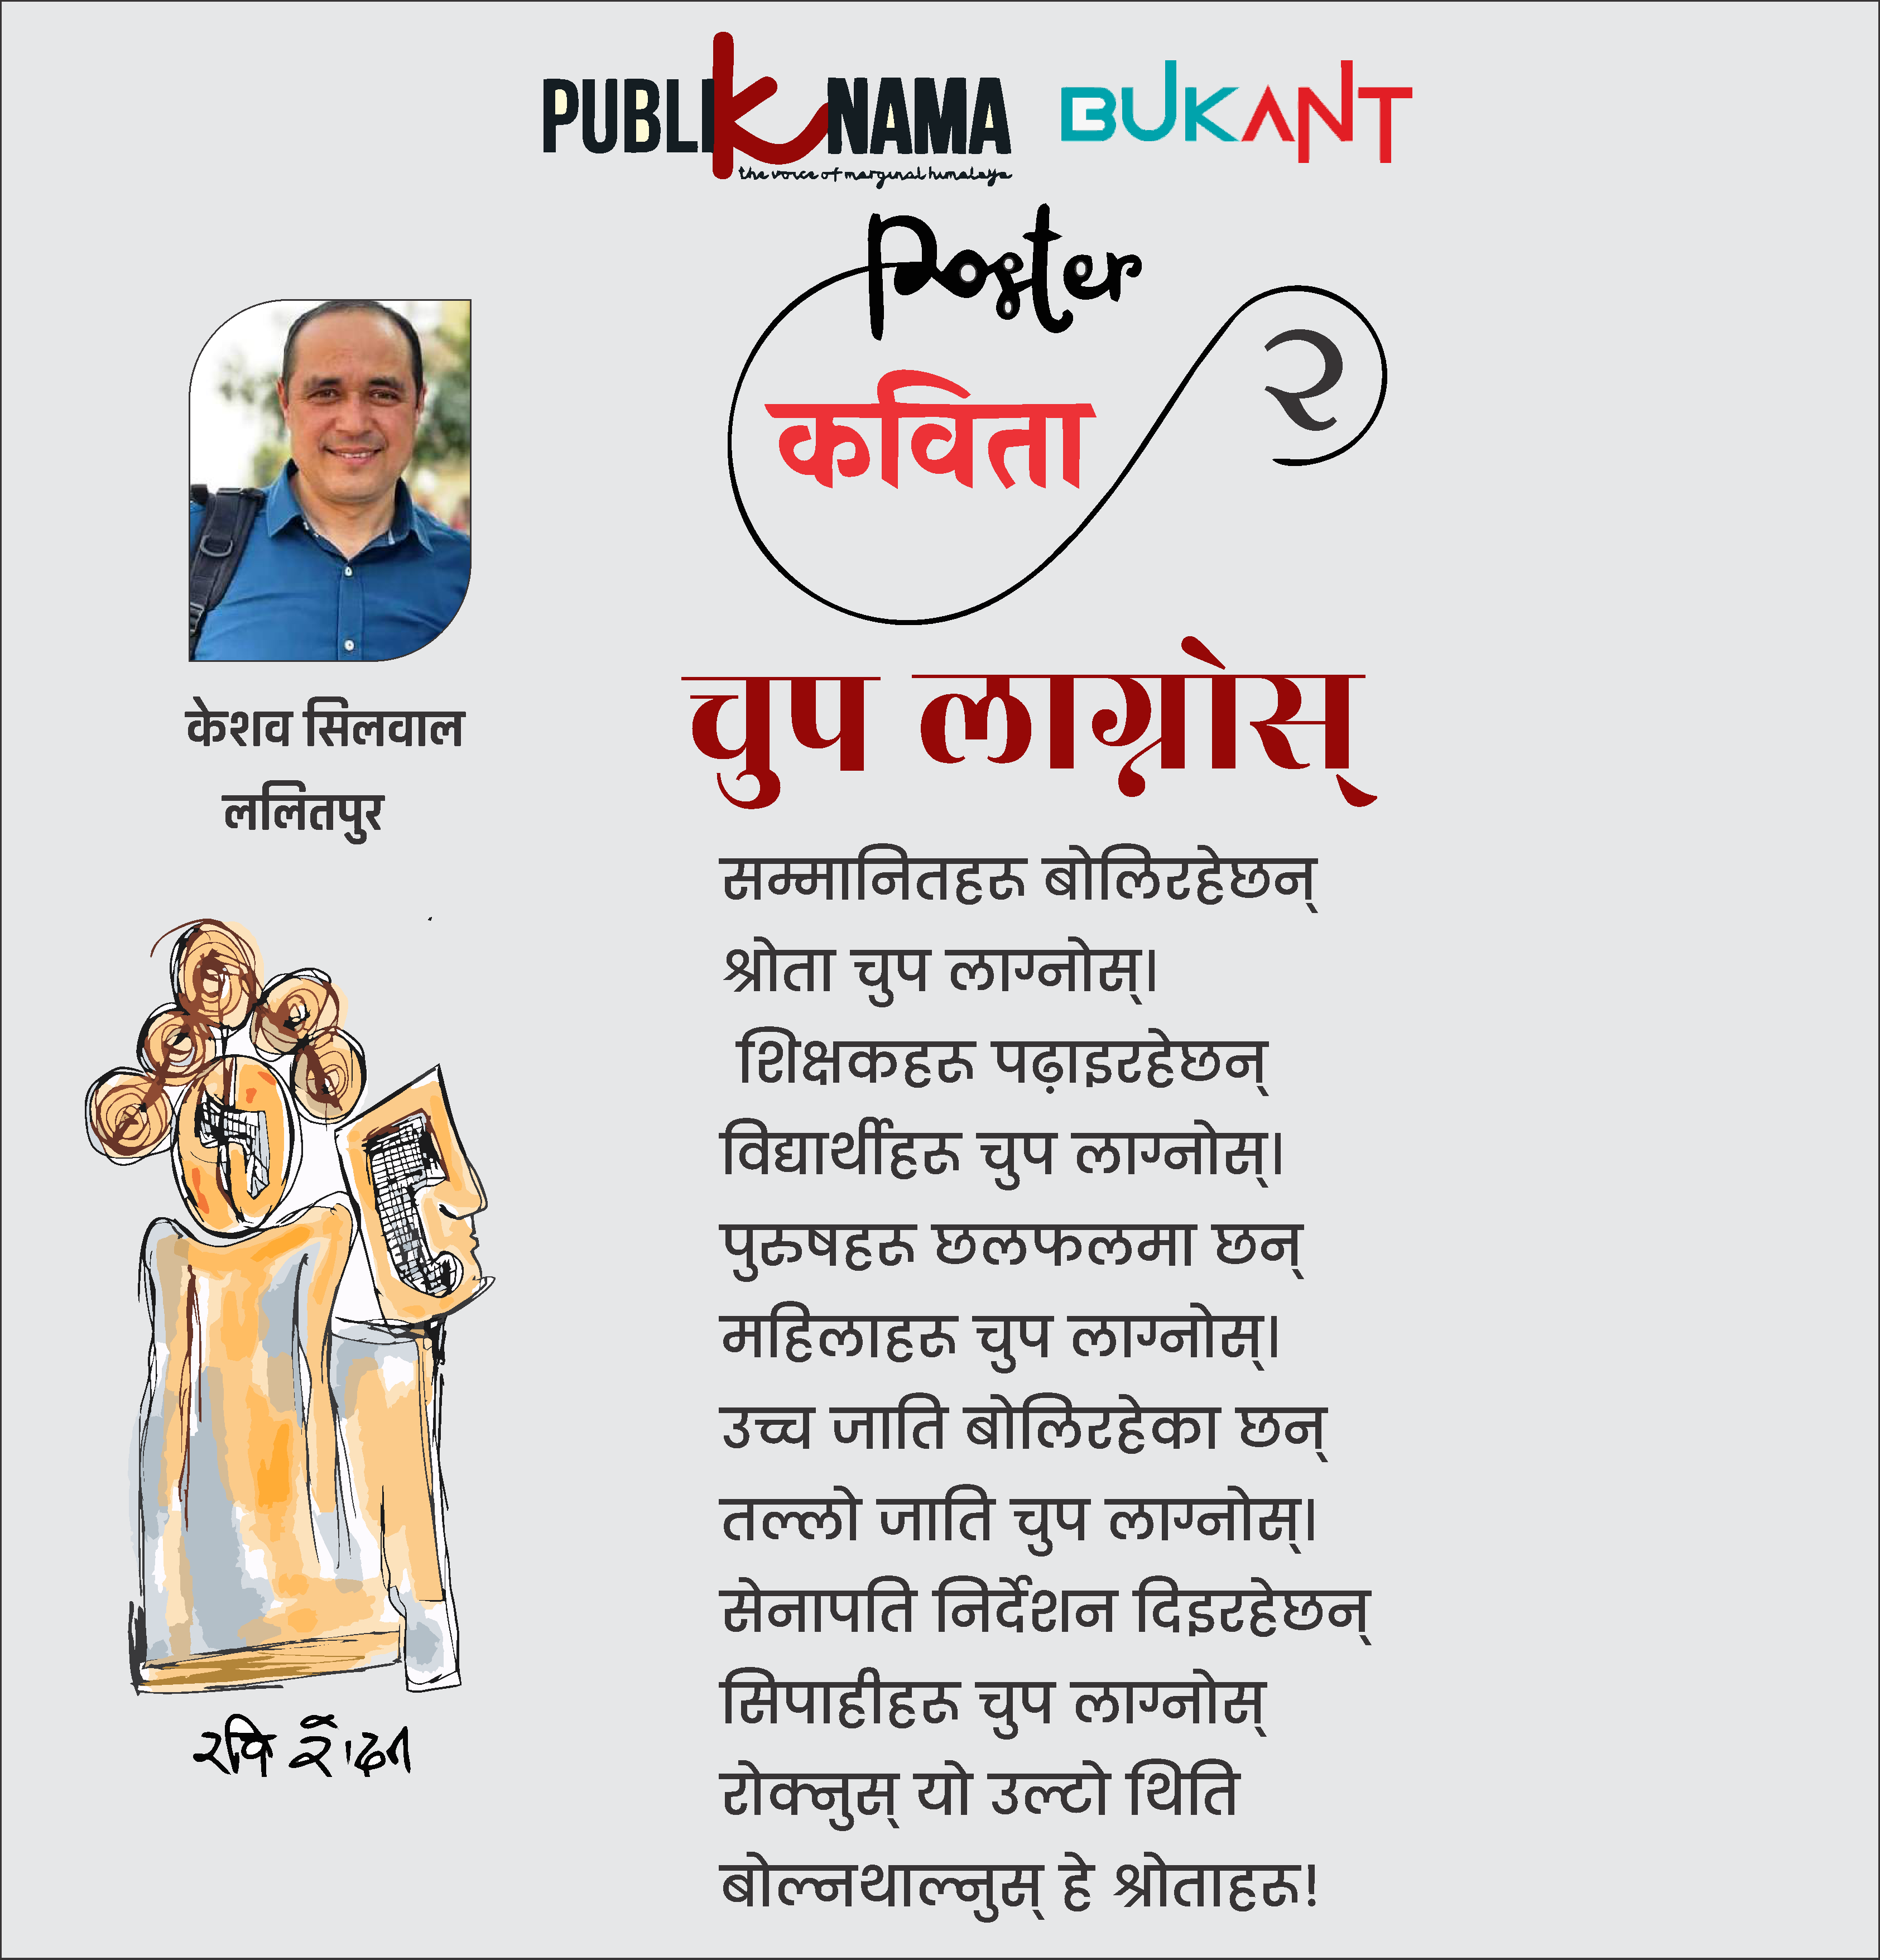 PUBLIKNAMA
the voice of marginal himalaya
BUKANT
Poster
कविता
२
केशव सिलवाल
ललितपुर
चुप लाग्नोस्
सम्मानितहरू बोलिरहेछन्
श्रोता चुप लाग्नोस्।
शिक्षकहरू पढ़ाइरहेछन्
विद्यार्थीहरू चुप लाग्नोस्।
पुरुषहरू छलफलमा छन्
महिलाहरू चुप लाग्नोस्।
उच्च जाति बोलिरहेका छन्
तल्लो जाति चुप लाग्नोस्।
सेनापति निर्देशन दिइरहेछन्
सिपाहीहरू चुप लाग्नोस्
रोक्नुस् यो उल्टो थिति
बोल्नथाल्नुस् हे श्रोताहरू!
रवि